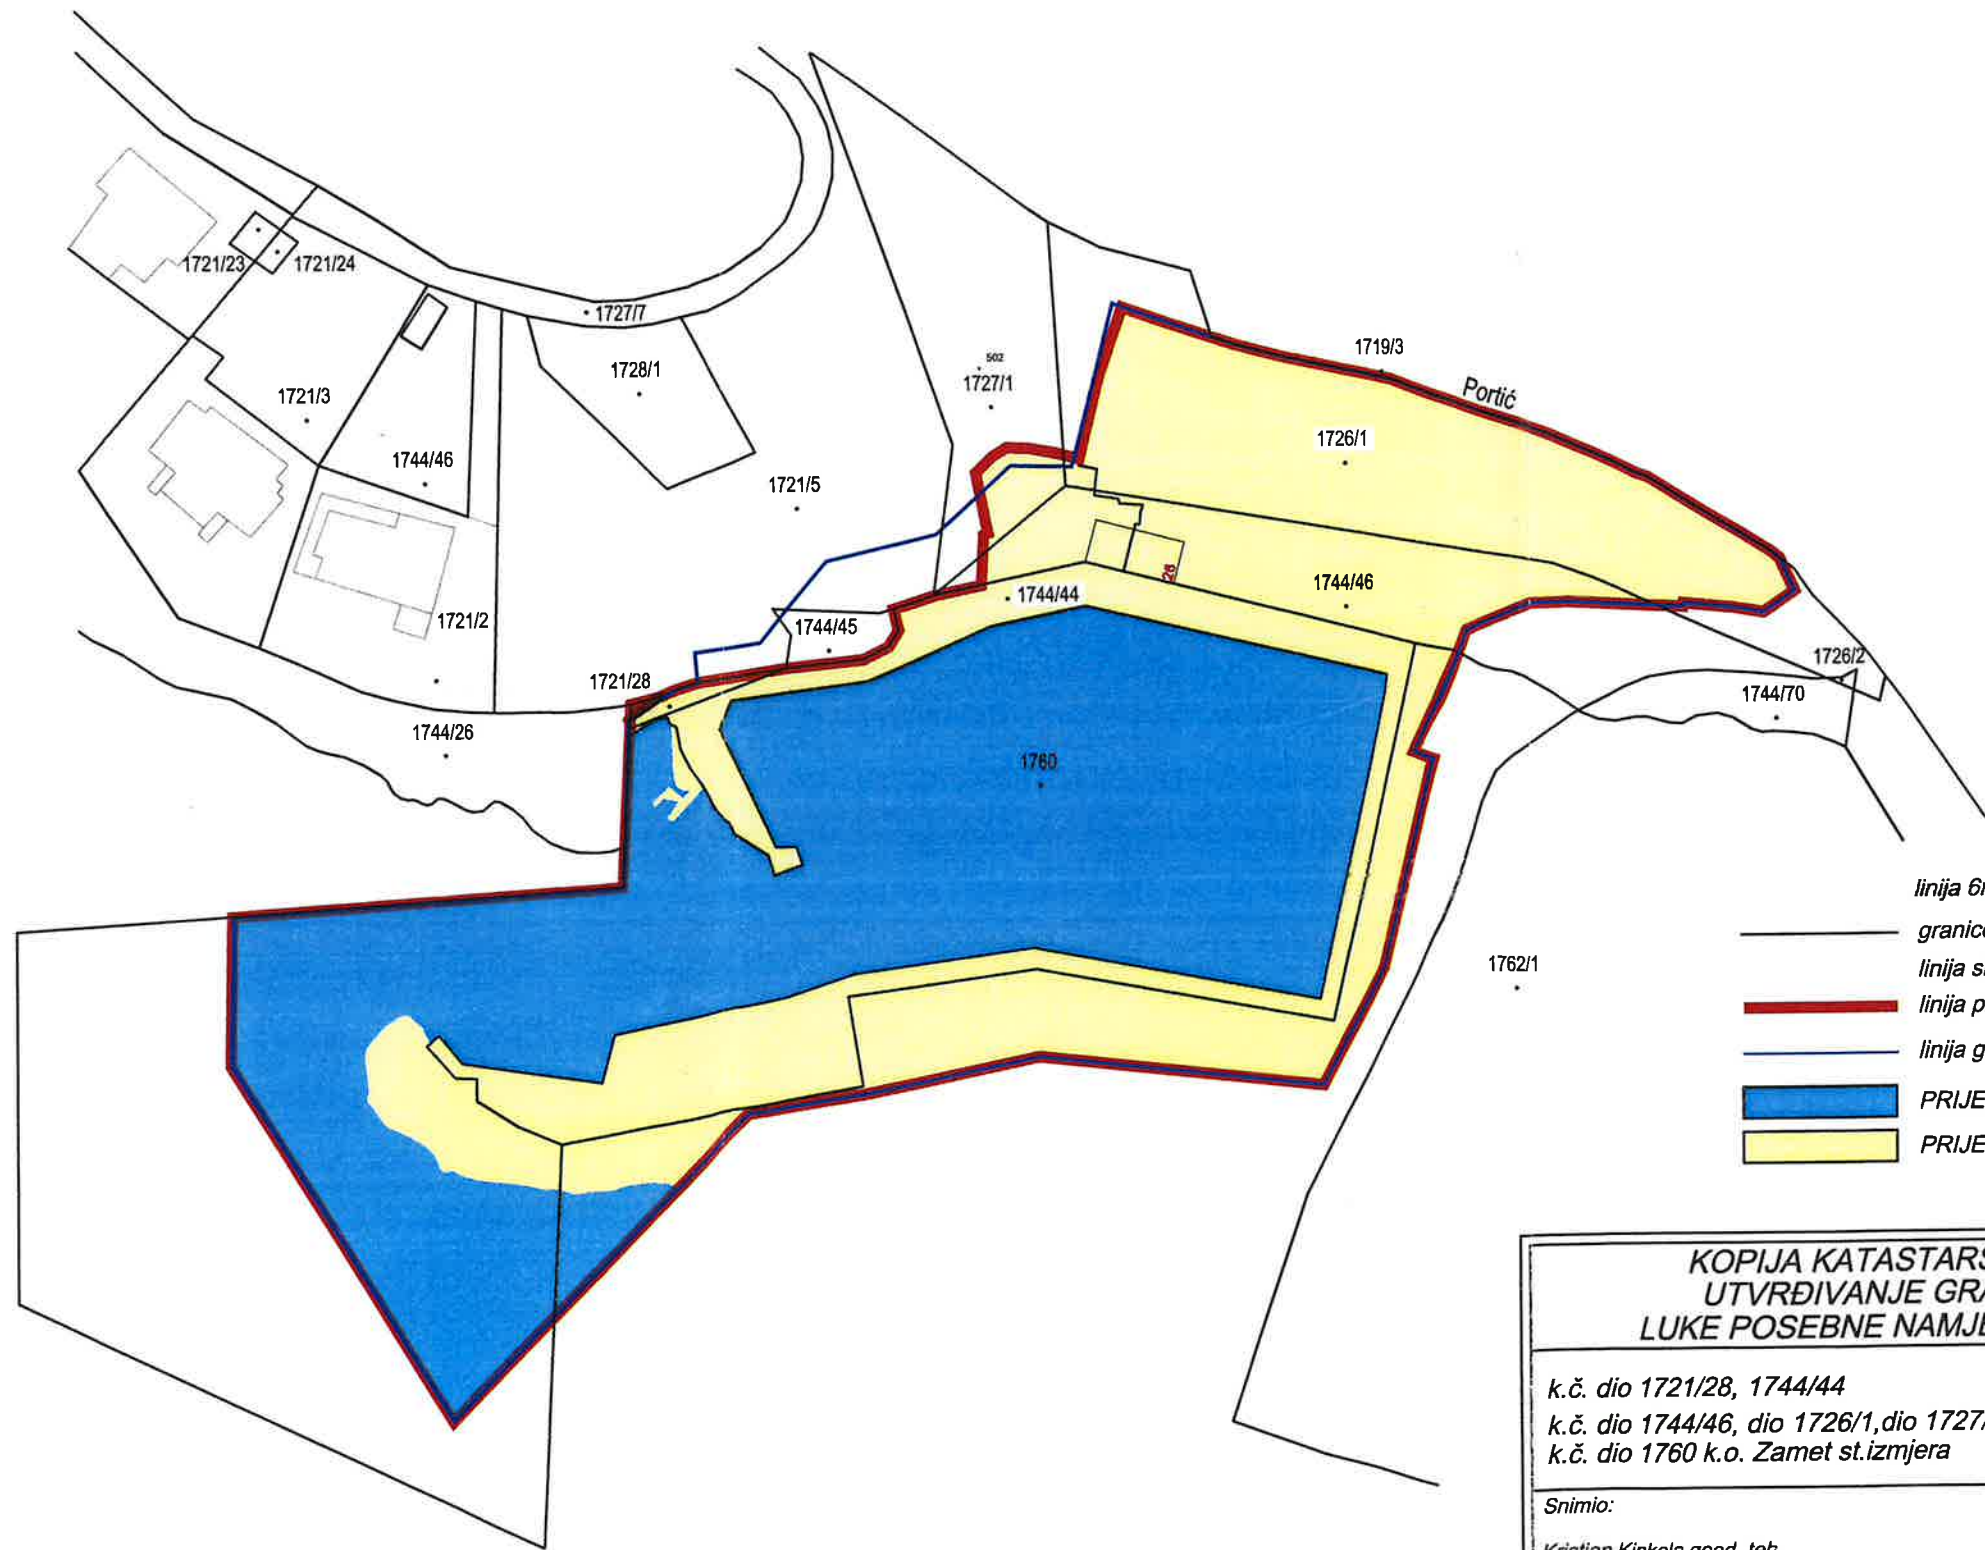 1721/23
1721/24
1727/7
1728/1
502
1727/1
1719/3
Portić
1721/3
1726/1
1744/46
1721/5
1744/44
26
1744/46
1721/2
1744/45
1726/2
1721/28
1744/70
1744/26
1760
1762/1
linija
linija
linija
linija
PRIJE
PRIJE
KOPIJA KATASTARS
UTVRĐIVANJE GRA
LUKE POSEBNE NAMJE
k.č. dio 1721/28, 1744/44
k.č. dio 1744/46, dio 1726/1,dio 1727/
k.č. dio 1760 k.o. Zamet st.izmjera
Snimio: